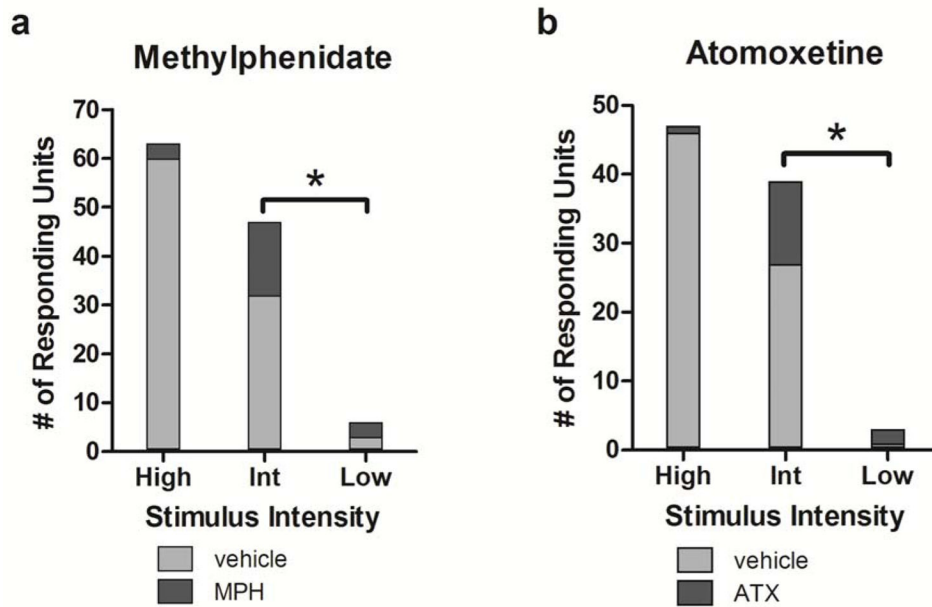 a
Methylphenidate
# of Responding Units
70
60
50
40
30
20
10
0
*
High Int Low
Stimulus Intensity
vehicle
MPH
b
Atomoxetine
# of Responding Units
50
40
30
20
10
0
*
High Int Low
Stimulus Intensity
vehicle
ATX